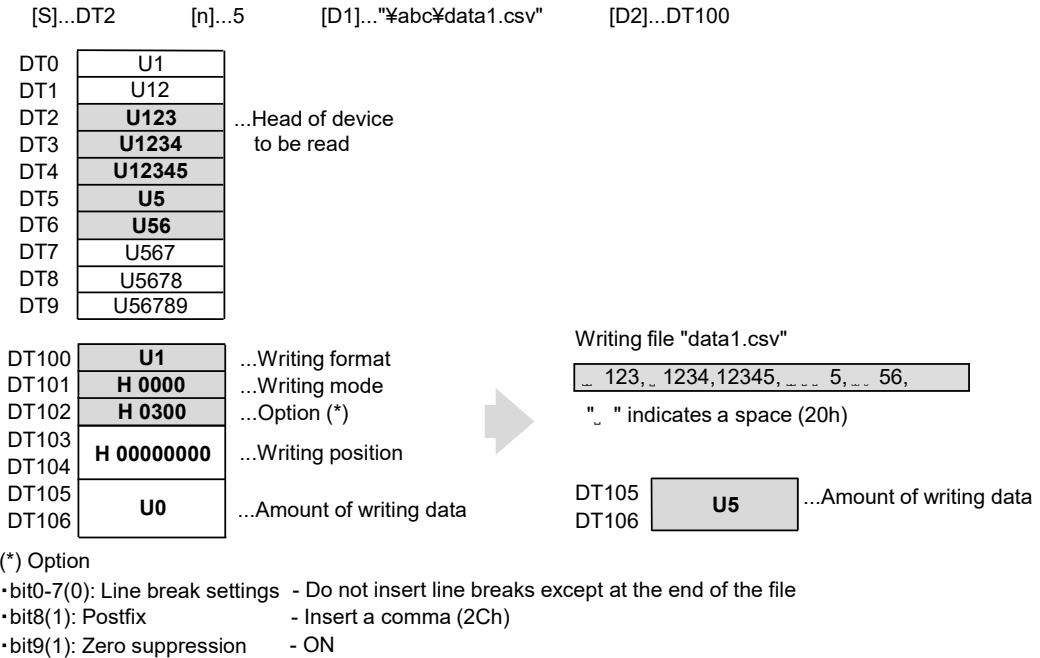 [S]...DT2 [n]...5 [D1]..."¥abc¥data1.csv" [D2]...DT100
DT0 U1
DT1 U12
DT2 U123 ...Head of device
DT3 U1234 to be read
DT4 U12345
DT5 U5
DT6 U56
DT7 U567
DT8 U5678
DT9 U56789
Writing file "data1.csv"
DT100 U1 ...Writing format
DT101 H 0000 ...Writing mode
DT102 H 0300 ...Option (*)
DT103
DT104 H 00000000 ...Writing position
DT105
DT106 U0 ...Amount of writing data
␣␣123,␣1234,12345,␣␣␣␣5,␣␣␣56,
"␣" indicates a space (20h)
DT105
DT106 U5 ...Amount of writing data
(*) Option
・bit0-7(0): Line break settings - Do not insert line breaks except at the end of the file
・bit8(1): Postfix - Insert a comma (2Ch)
・bit9(1): Zero suppression - ON